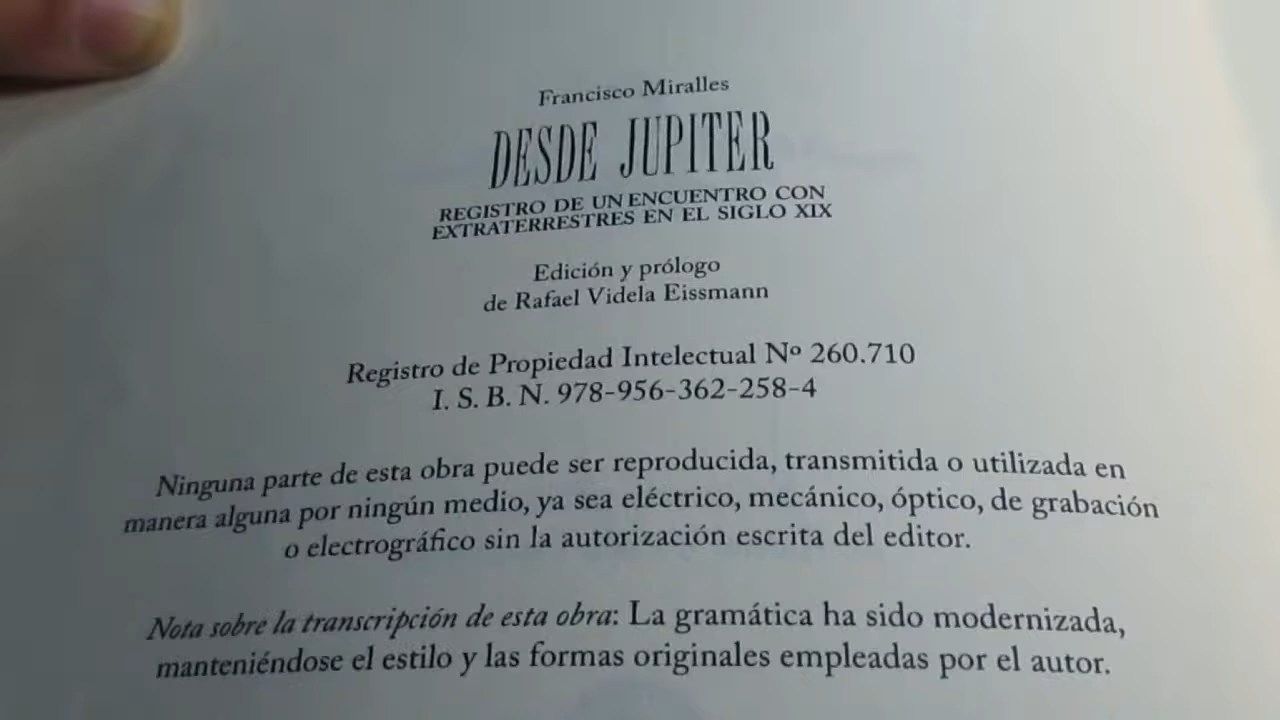 Francisco Miralles
DESDE JUPITER
REGISTRO DE UN ENCUENTRO CON
EXTRATERRESTRES EN EL SIGLO XIX
Edición y prólogo
de Rafael Videla Eissmann
Registro de Propiedad Intelectual Nº 260.710
I. S. B. N. 978-956-362-258-4
Ninguna parte de esta obra puede ser reproducida, transmitida o utilizada en
manera alguna por ningún medio, ya sea eléctrico, mecánico, óptico, de grabación
o electrográfico sin la autorización escrita del editor.
Nota sobre la transcripción de esta obra: La gramática ha sido modernizada,
manteniéndose el estilo y las formas originales empleadas por el autor.